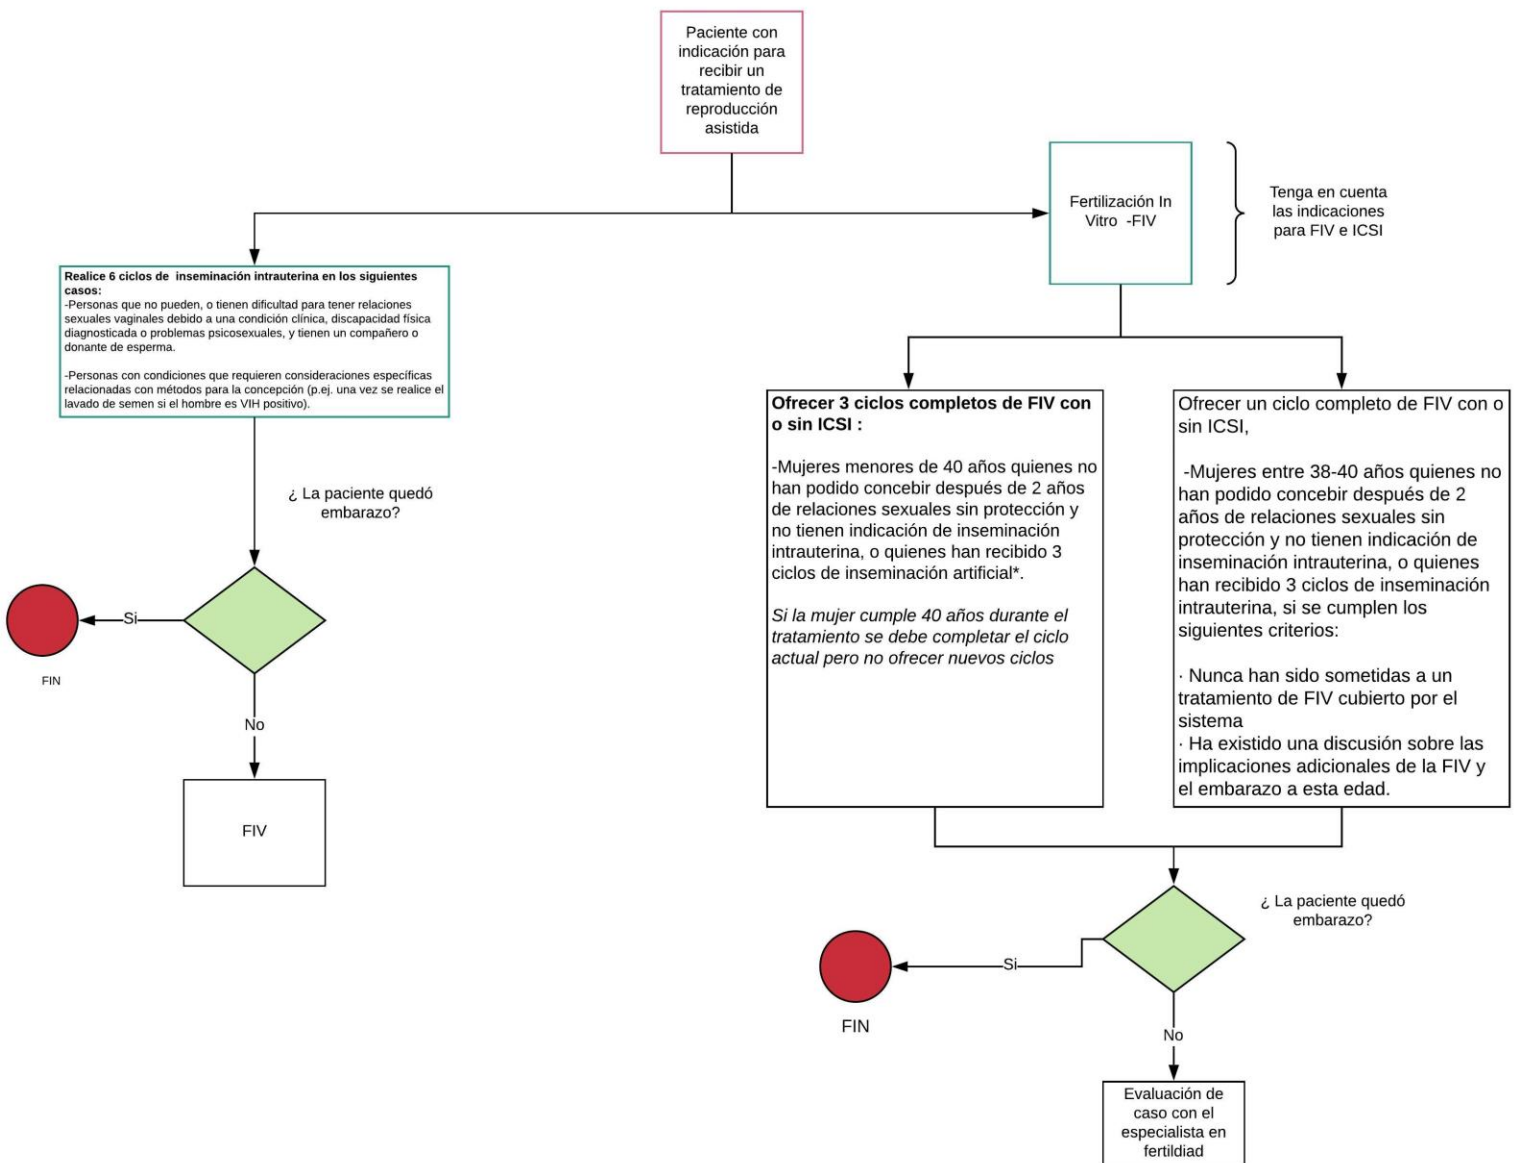 Paciente con
indicación para
recibir un
tratamiento de
reproducción
asistida
Fertilización In
Vitro -FIV
Tenga en cuenta
las indicaciones
para FIV e ICSI
Realice 6 ciclos de inseminación intrauterina en los siguientes
casos:
-Personas que no pueden, o tienen dificultad para tener relaciones
sexuales vaginales debido a una condición clínica, discapacidad física
diagnosticada o problemas psicosexuales, y tienen un compañero o
donante de esperma.
-Personas con condiciones que requieren consideraciones específicas
relacionadas con métodos para la concepción (p.ej. una vez se realice el
lavado de semen si el hombre es VIH positivo).
¿ La paciente quedó
embarazo?
Si
FIN
No
FIV
Ofrecer 3 ciclos completos de FIV con
o sin ICSI :
-Mujeres menores de 40 años quienes no
han podido concebir después de 2 años
de relaciones sexuales sin protección y
no tienen indicación de inseminación
intrauterina, o quienes han recibido 3
ciclos de inseminación artificial*.
Si la mujer cumple 40 años durante el
tratamiento se debe completar el ciclo
actual pero no ofrecer nuevos ciclos
Ofrecer un ciclo completo de FIV con o
sin ICSI,
-Mujeres entre 38-40 años quienes no
han podido concebir después de 2
años de relaciones sexuales sin
protección y no tienen indicación de
inseminación intrauterina, o quienes
han recibido 3 ciclos de inseminación
intrauterina, si se cumplen los
siguientes criterios:
· Nunca han sido sometidas a un
tratamiento de FIV cubierto por el
sistema
· Ha existido una discusión sobre las
implicaciones adicionales de la FIV y
el embarazo a esta edad.
¿ La paciente quedó
embarazo?
Si
FIN
No
Evaluación de
caso con el
especialista en
fertildiad